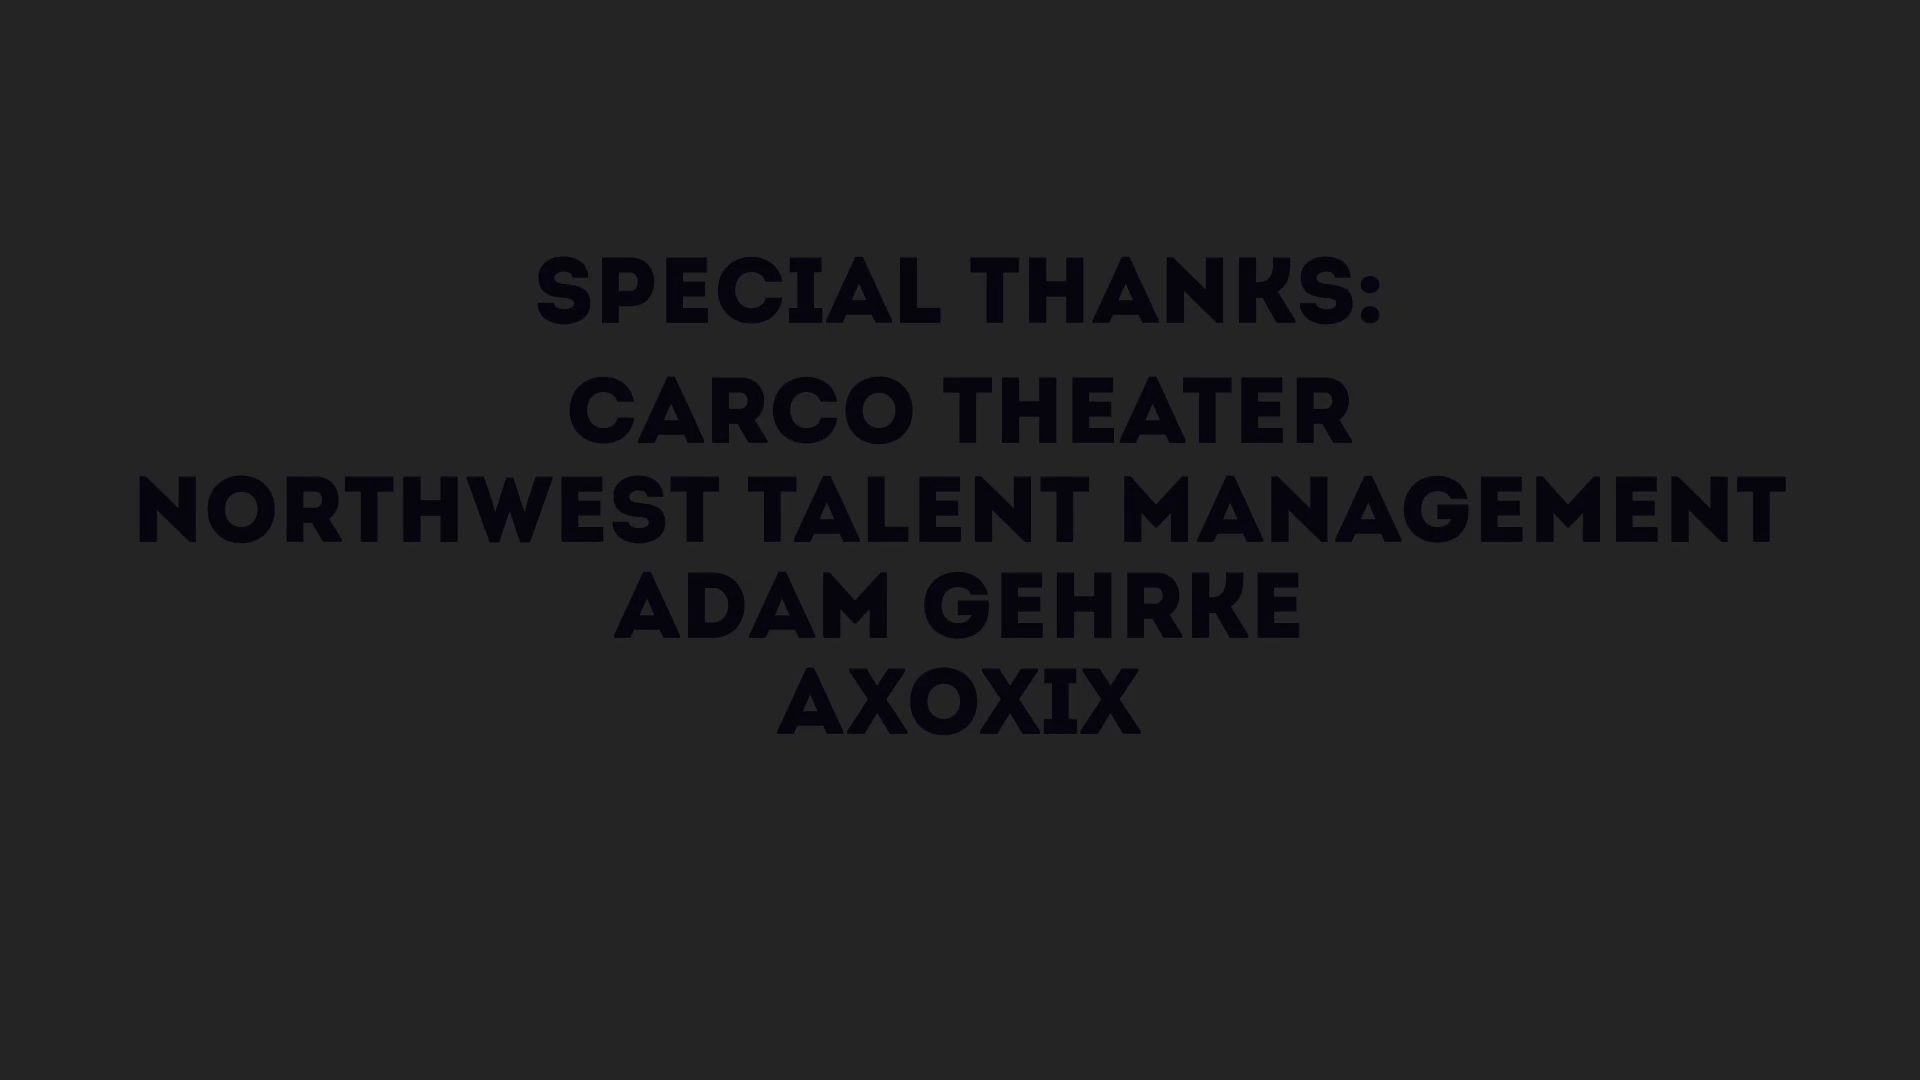 SPECIAL THANKS:
CARCO THEATER
NORTHWEST TALENT MANAGEMENT
ADAM GEHRKE
AXOXIX